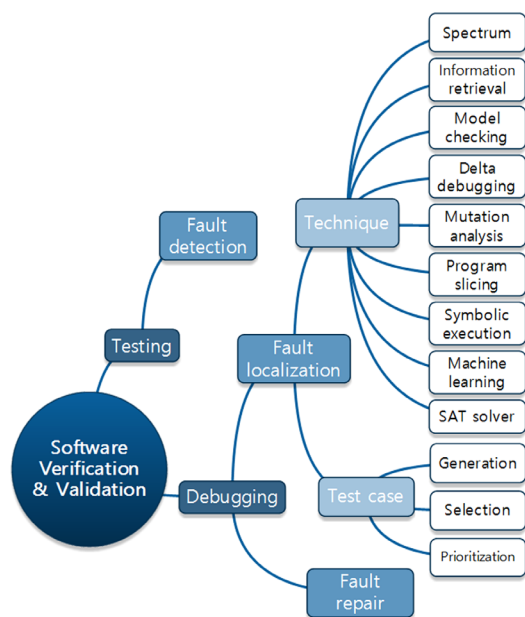 Spectrum
Information
retrieval
Model
checking
Delta
debugging
Technique
Mutation
analysis
Fault
detection
Program
slicing
Symbolic
execution
Testing
Fault
localization
Machine
learning
SAT solver
Software
Verification
& Validation
Generation
Debugging
Test case
Selection
Prioritization
Fault
repair